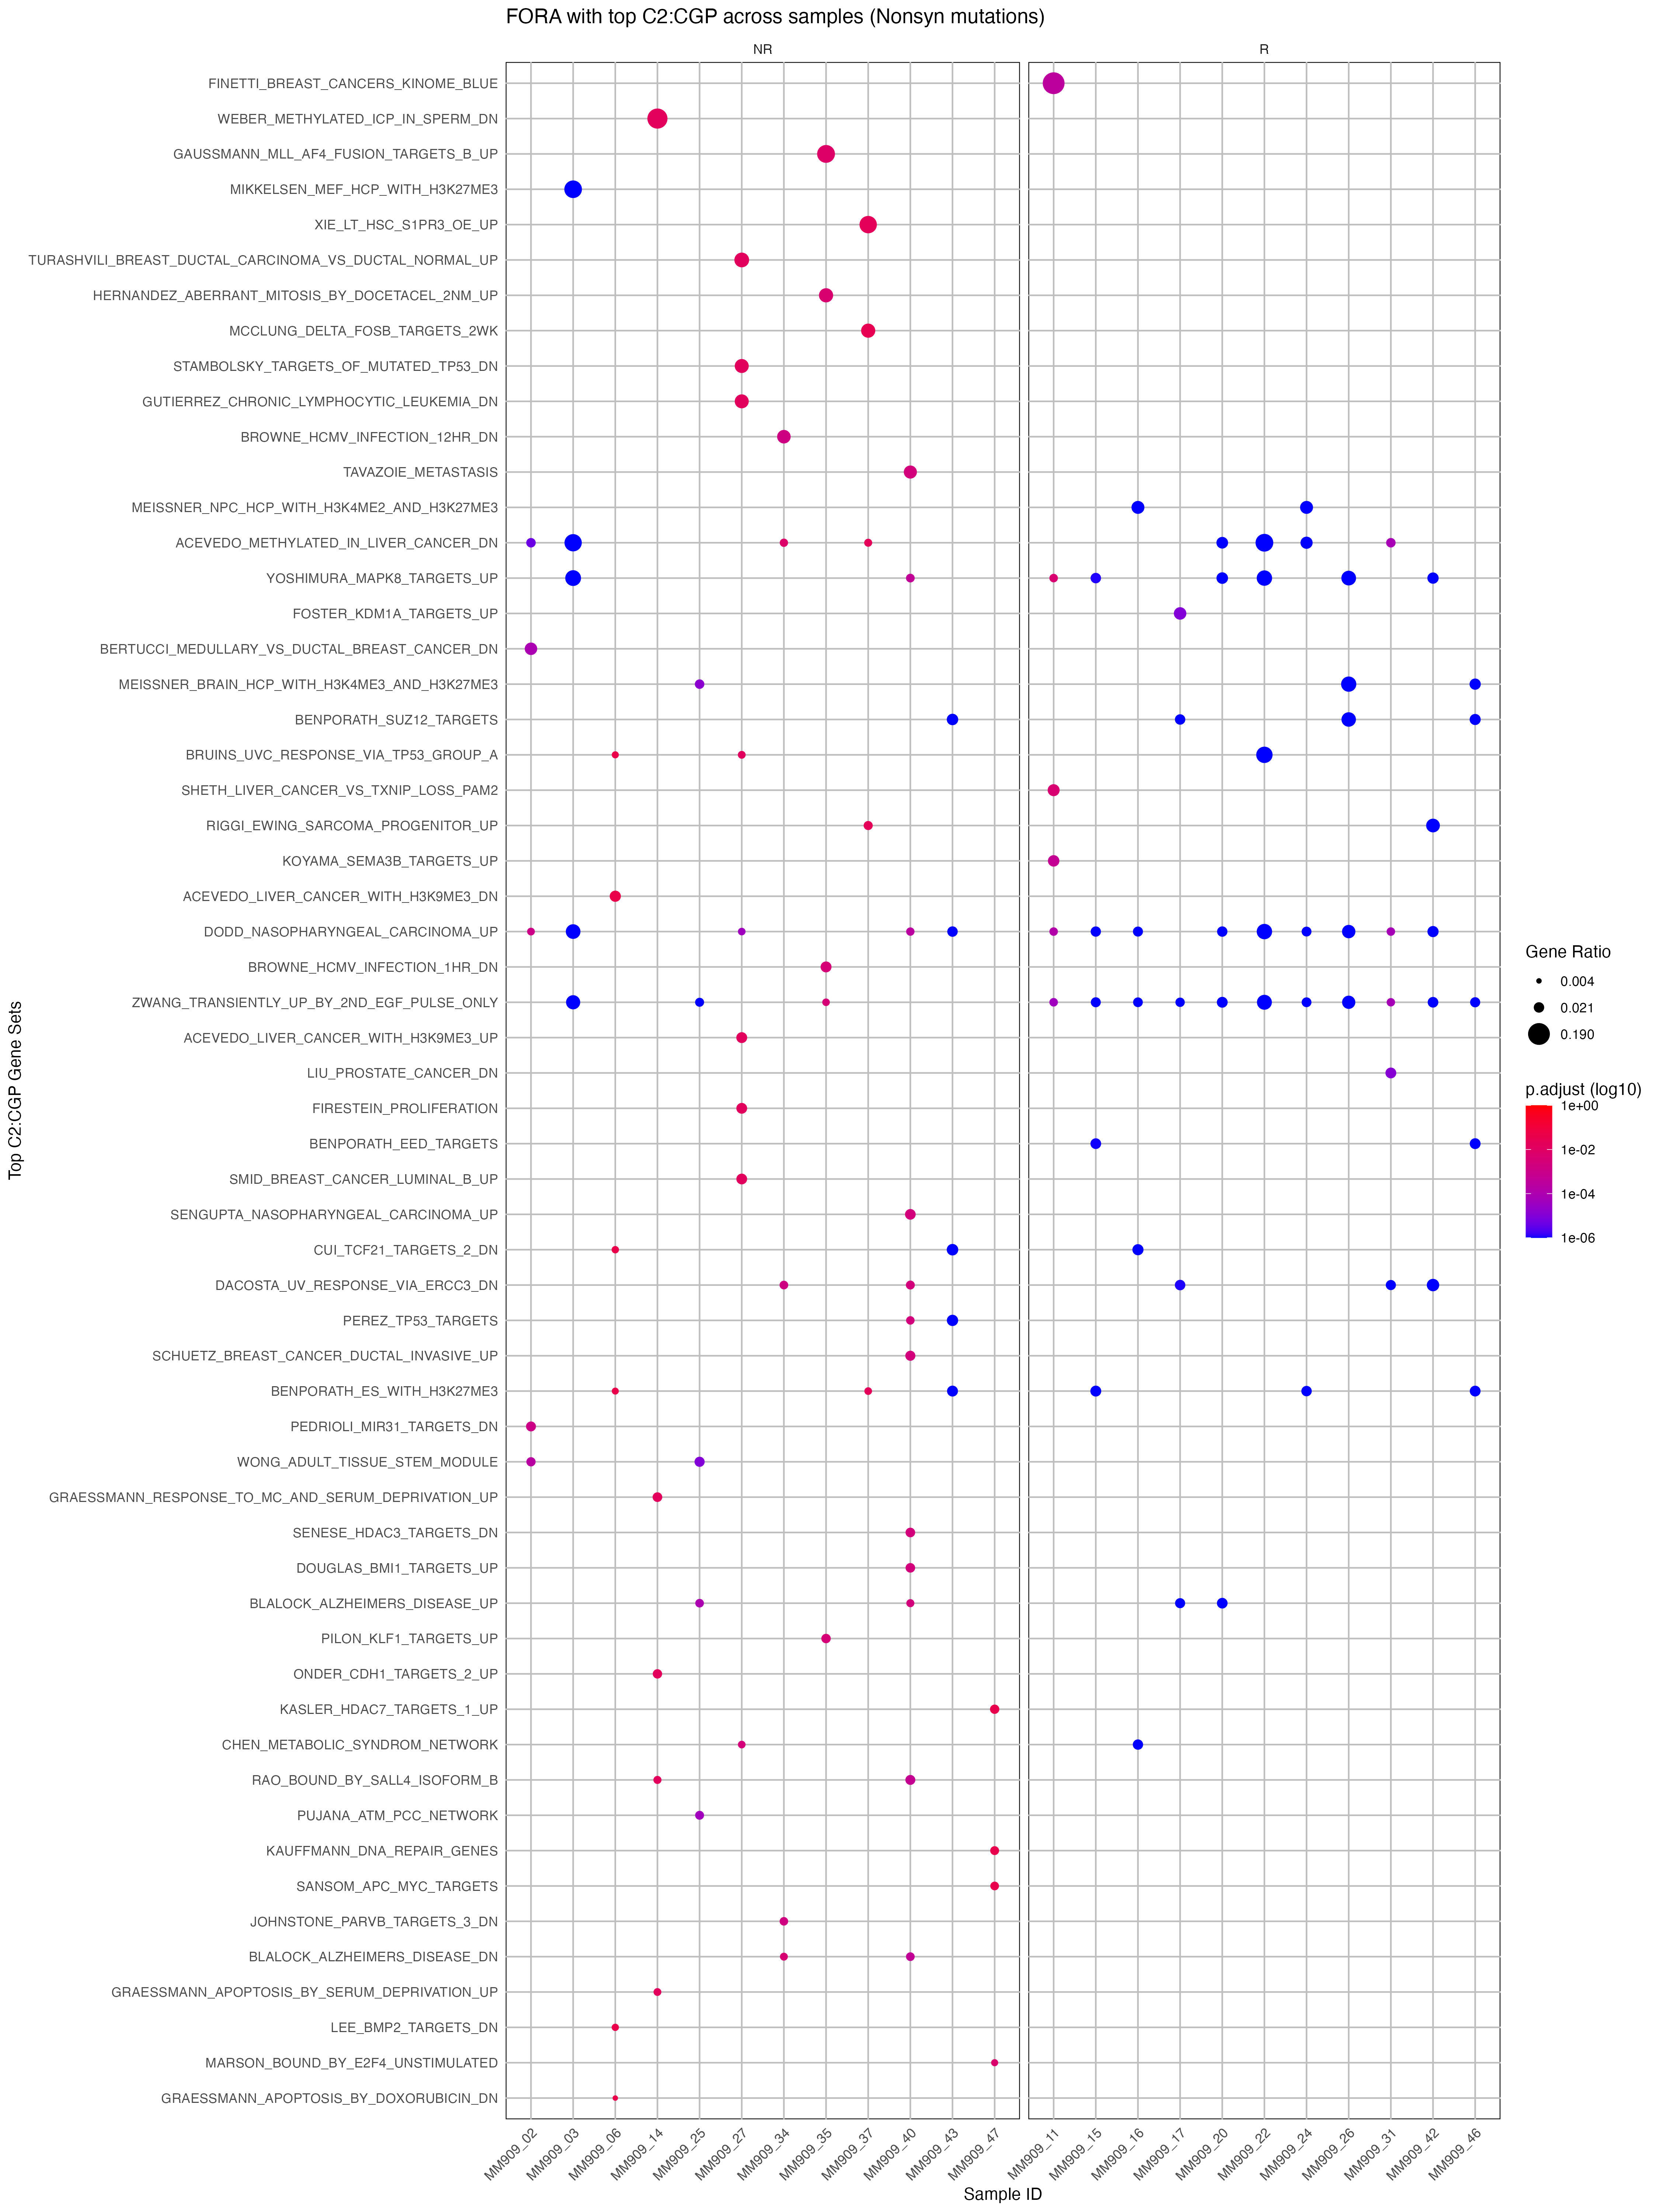 FORA with top C2:CGP across samples (Nonsyn mutations)
NR
R
FINETTI_BREAST_CANCERS_KINOME_BLUE
WEBER_METHYLATED_ICP_IN_SPERM_DN
GAUSSMANN_MLL_AF4_FUSION_TARGETS_B_UP
MIKKELSEN_MEF_HCP_WITH_H3K27ME3
XIE_LT_HSC_S1PR3_OE_UP
TURASHVILI_BREAST_DUCTAL_CARCINOMA_VS_DUCTAL_NORMAL_UP
HERNANDEZ_ABERRANT_MITOSIS_BY_DOCETACEL_2NM_UP
MCCLUNG_DELTA_FOSB_TARGETS_2WK
STAMBOLSKY_TARGETS_OF_MUTATED_TP53_DN
GUTIERREZ_CHRONIC_LYMPHOCYTIC_LEUKEMIA_DN
BROWNE_HCMV_INFECTION_12HR_DN
TAVAZOIE_METASTASIS
MEISSNER_NPC_HCP_WITH_H3K4ME2_AND_H3K27ME3
ACEVEDO_METHYLATED_IN_LIVER_CANCER_DN
YOSHIMURA_MAPK8_TARGETS_UP
FOSTER_KDM1A_TARGETS_UP
BERTUCCI_MEDULLARY_VS_DUCTAL_BREAST_CANCER_DN
MEISSNER_BRAIN_HCP_WITH_H3K4ME3_AND_H3K27ME3
BENPORATH_SUZ12_TARGETS
BRUINS_UVC_RESPONSE_VIA_TP53_GROUP_A
SHETH_LIVER_CANCER_VS_TXNIP_LOSS_PAM2
RIGGI_EWING_SARCOMA_PROGENITOR_UP
KOYAMA_SEMA3B_TARGETS_UP
ACEVEDO_LIVER_CANCER_WITH_H3K9ME3_DN
DODD_NASOPHARYNGEAL_CARCINOMA_UP
BROWNE_HCMV_INFECTION_1HR_DN
ZWANG_TRANSIENTLY_UP_BY_2ND_EGF_PULSE_ONLY
ACEVEDO_LIVER_CANCER_WITH_H3K9ME3_UP
LIU_PROSTATE_CANCER_DN
FIRESTEIN_PROLIFERATION
BENPORATH_EED_TARGETS
SMID_BREAST_CANCER_LUMINAL_B_UP
SENGUPTA_NASOPHARYNGEAL_CARCINOMA_UP
CUI_TCF21_TARGETS_2_DN
DACOSTA_UV_RESPONSE_VIA_ERCC3_DN
PEREZ_TP53_TARGETS
SCHUETZ_BREAST_CANCER_DUCTAL_INVASIVE_UP
BENPORATH_ES_WITH_H3K27ME3
PEDRIOLI_MIR31_TARGETS_DN
WONG_ADULT_TISSUE_STEM_MODULE
GRAESSMANN_RESPONSE_TO_MC_AND_SERUM_DEPRIVATION_UP
SENESE_HDAC3_TARGETS_DN
DOUGLAS_BMI1_TARGETS_UP
BLALOCK_ALZHEIMERS_DISEASE_UP
PILON_KLF1_TARGETS_UP
ONDER_CDH1_TARGETS_2_UP
KASLER_HDAC7_TARGETS_1_UP
CHEN_METABOLIC_SYNDROM_NETWORK
RAO_BOUND_BY_SALL4_ISOFORM_B
PUJANA_ATM_PCC_NETWORK
KAUFFMANN_DNA_REPAIR_GENES
SANSOM_APC_MYC_TARGETS
JOHNSTONE_PARVB_TARGETS_3_DN
BLALOCK_ALZHEIMERS_DISEASE_DN
GRAESSMANN_APOPTOSIS_BY_SERUM_DEPRIVATION_UP
LEE_BMP2_TARGETS_DN
MARSON_BOUND_BY_E2F4_UNSTIMULATED
GRAESSMANN_APOPTOSIS_BY_DOXORUBICIN_DN
Top C2:CGP Gene Sets
MM909_02
MM909_03
MM909_06
MM909_14
MM909_25
MM909_27
MM909_34
MM909_35
MM909_37
MM909_40
MM909_43
MM909_47
MM909_11
MM909_15
MM909_16
MM909_17
MM909_20
MM909_22
MM909_24
MM909_26
MM909_31
MM909_42
MM909_46
Sample ID
Gene Ratio
0.004
0.021
0.190
p.adjust (log10)
1e+00
1e-02
1e-04
1e-06